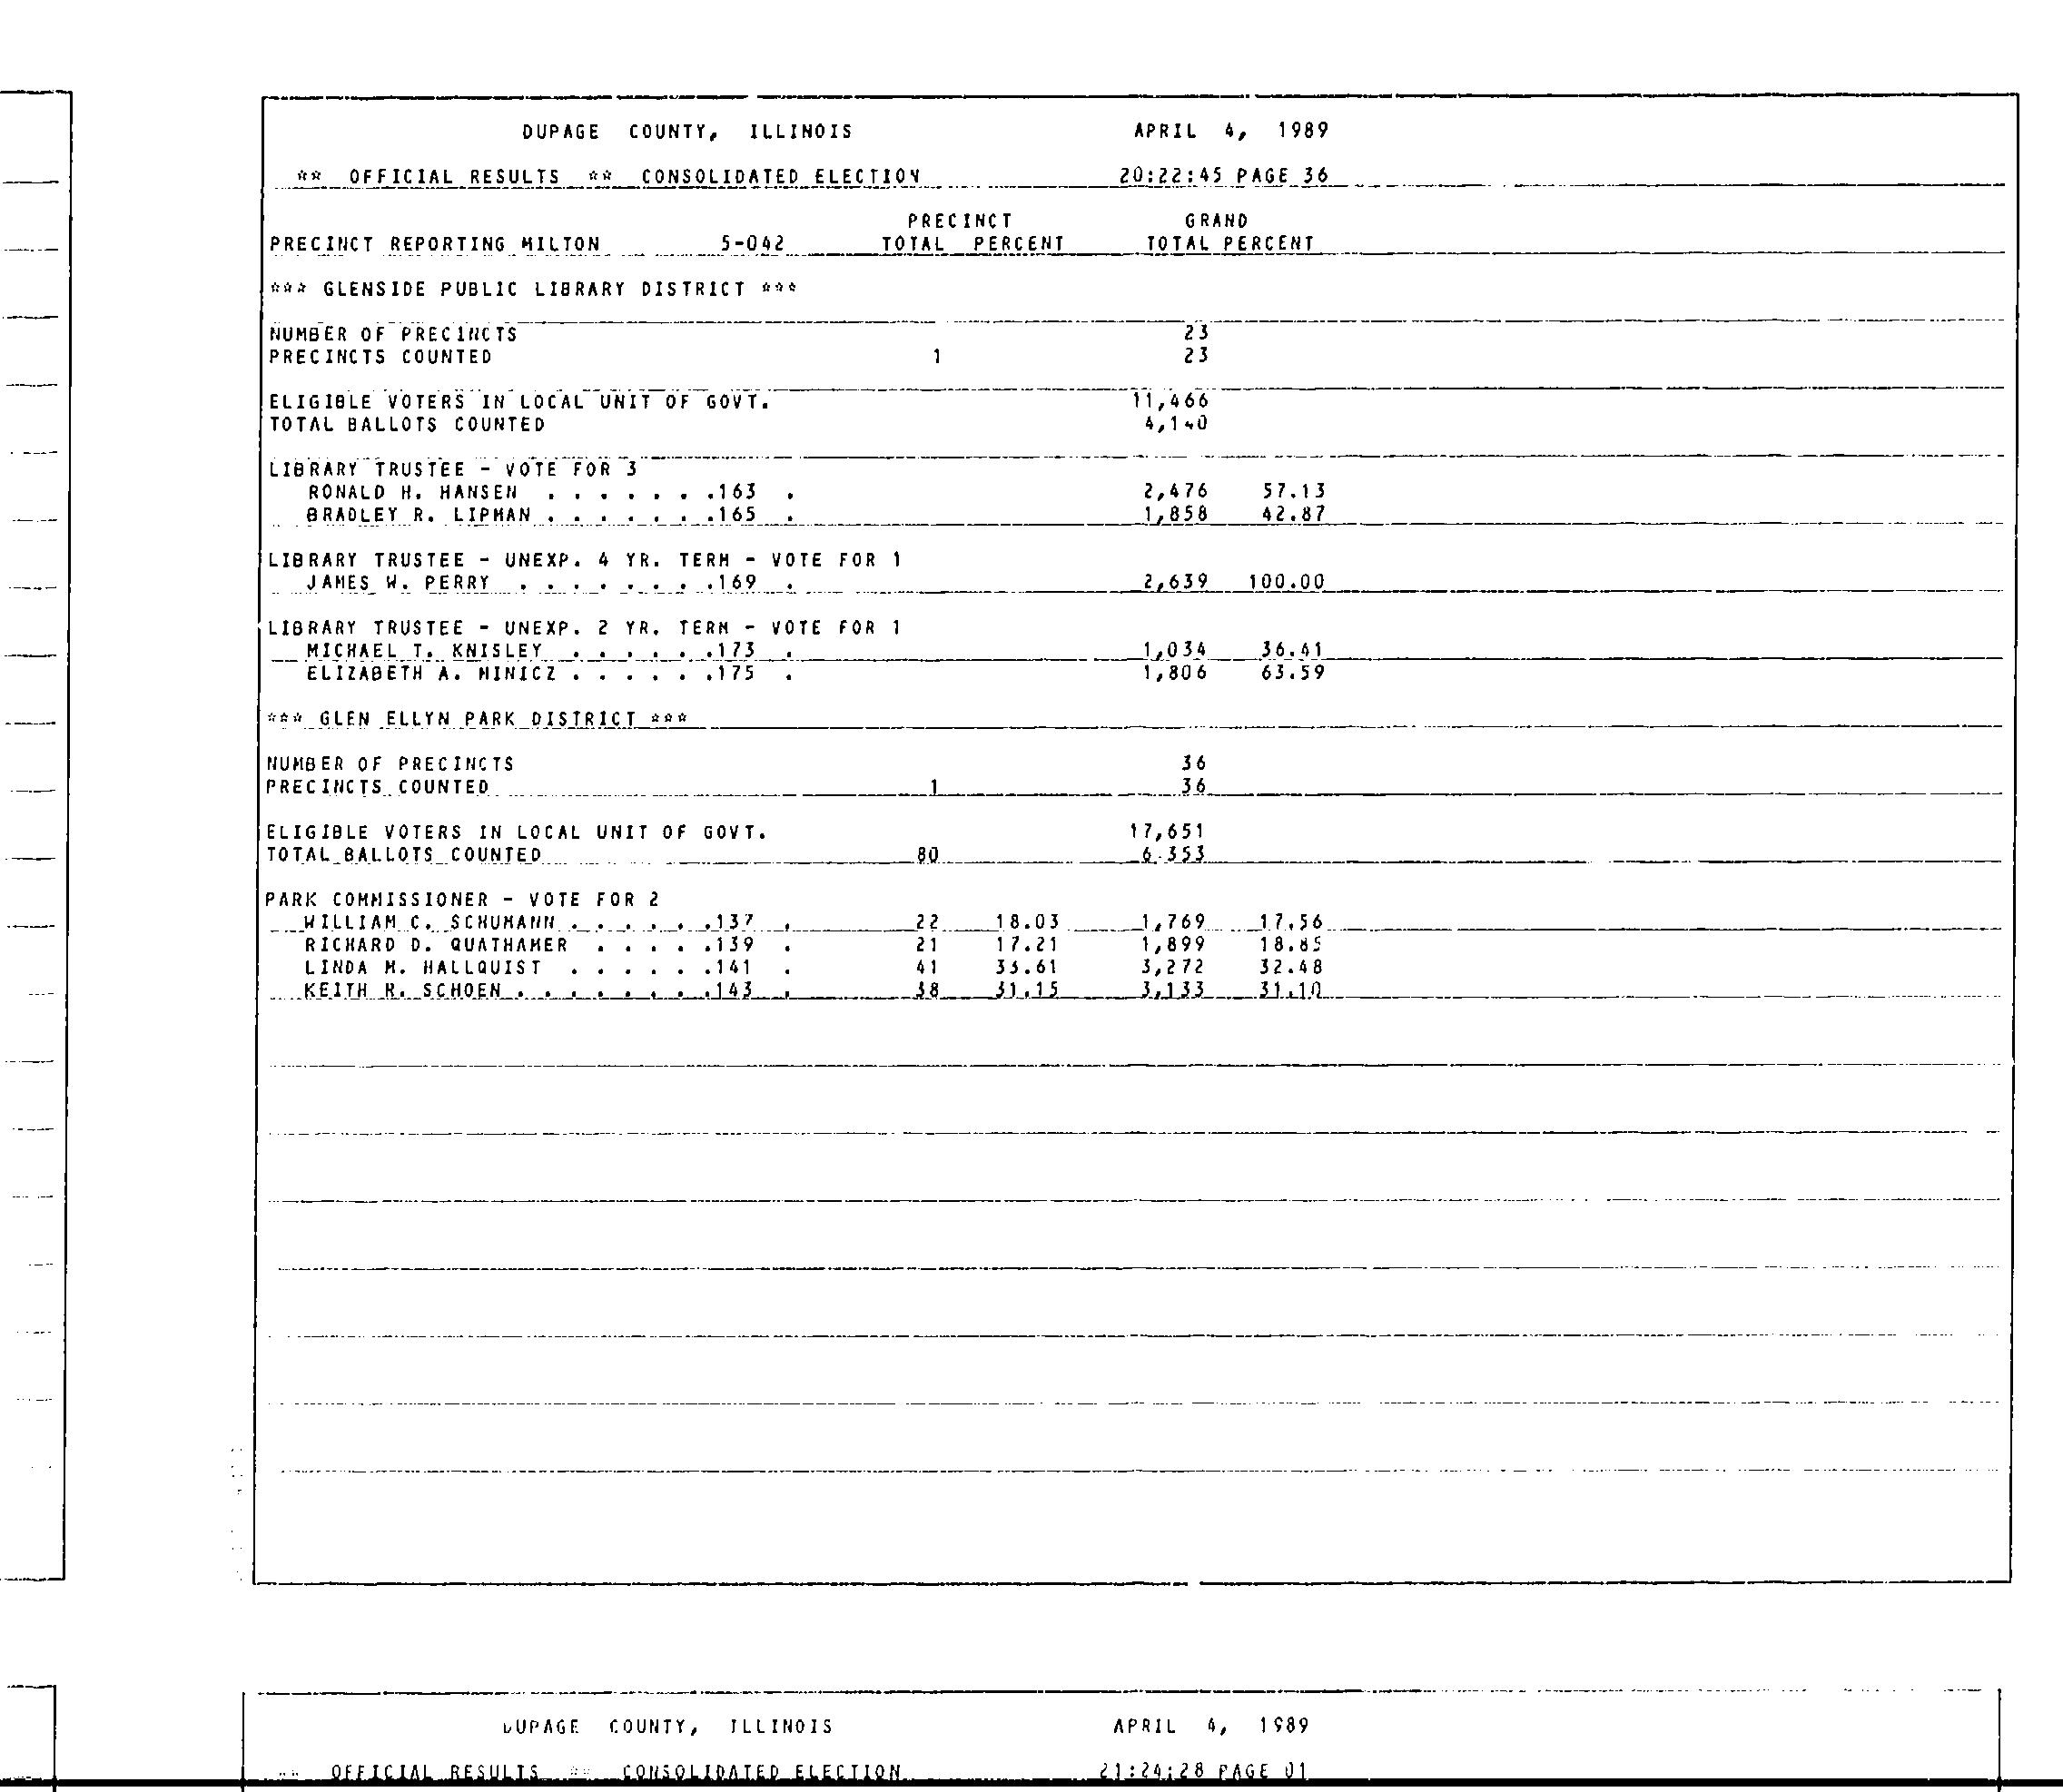 DUPAGE COUNTY, ILLINOIS APRIL 4, 1989
** OFFICIAL RESULTS ** CONSOLIDATED ELECTION 20:22:45 PAGE 36
PRECINCT GRAND
PRECINCT REPORTING MILTON 5-042 TOTAL PERCENT TOTAL PERCENT
*** GLENSIDE PUBLIC LIBRARY DISTRICT ***
NUMBER OF PRECINCTS 23
PRECINCTS COUNTED 1 23
ELIGIBLE VOTERS IN LOCAL UNIT OF GOVT. 11,466
TOTAL BALLOTS COUNTED 4,140
LIBRARY TRUSTEE - VOTE FOR 3
RONALD H. HANSEN . . . . . . .163 . 2,476 57.13
BRADLEY R. LIPMAN . . . . . . .165 . 1,858 42.87
LIBRARY TRUSTEE - UNEXP. 4 YR. TERM - VOTE FOR 1
JAMES W. PERRY . . . . . . . .169 . 2,639 100.00
LIBRARY TRUSTEE - UNEXP. 2 YR. TERM - VOTE FOR 1
MICHAEL T. KNISLEY . . . . . .173 . 1,034 36.41
ELIZABETH A. MINICZ . . . . . .175 . 1,806 63.59
*** GLEN ELLYN PARK DISTRICT ***
NUMBER OF PRECINCTS 36
PRECINCTS COUNTED 1 36
ELIGIBLE VOTERS IN LOCAL UNIT OF GOVT. 17,651
TOTAL BALLOTS COUNTED 80 6,353
PARK COMMISSIONER - VOTE FOR 2
WILLIAM C. SCHUMANN . . . . . .137 . 22 18.03 1,769 17.56
RICHARD D. QUATHAMER . . . . .139 . 21 17.21 1,899 18.85
LINDA M. HALLQUIST . . . . . .141 . 41 33.61 3,272 32.48
KEITH R. SCHOEN . . . . . . . .143 . 38 31.15 3,133 31.10
DUPAGE COUNTY, ILLINOIS APRIL 4, 1989
** OFFICIAL RESULTS ** CONSOLIDATED ELECTION 21:24:28 PAGE 01